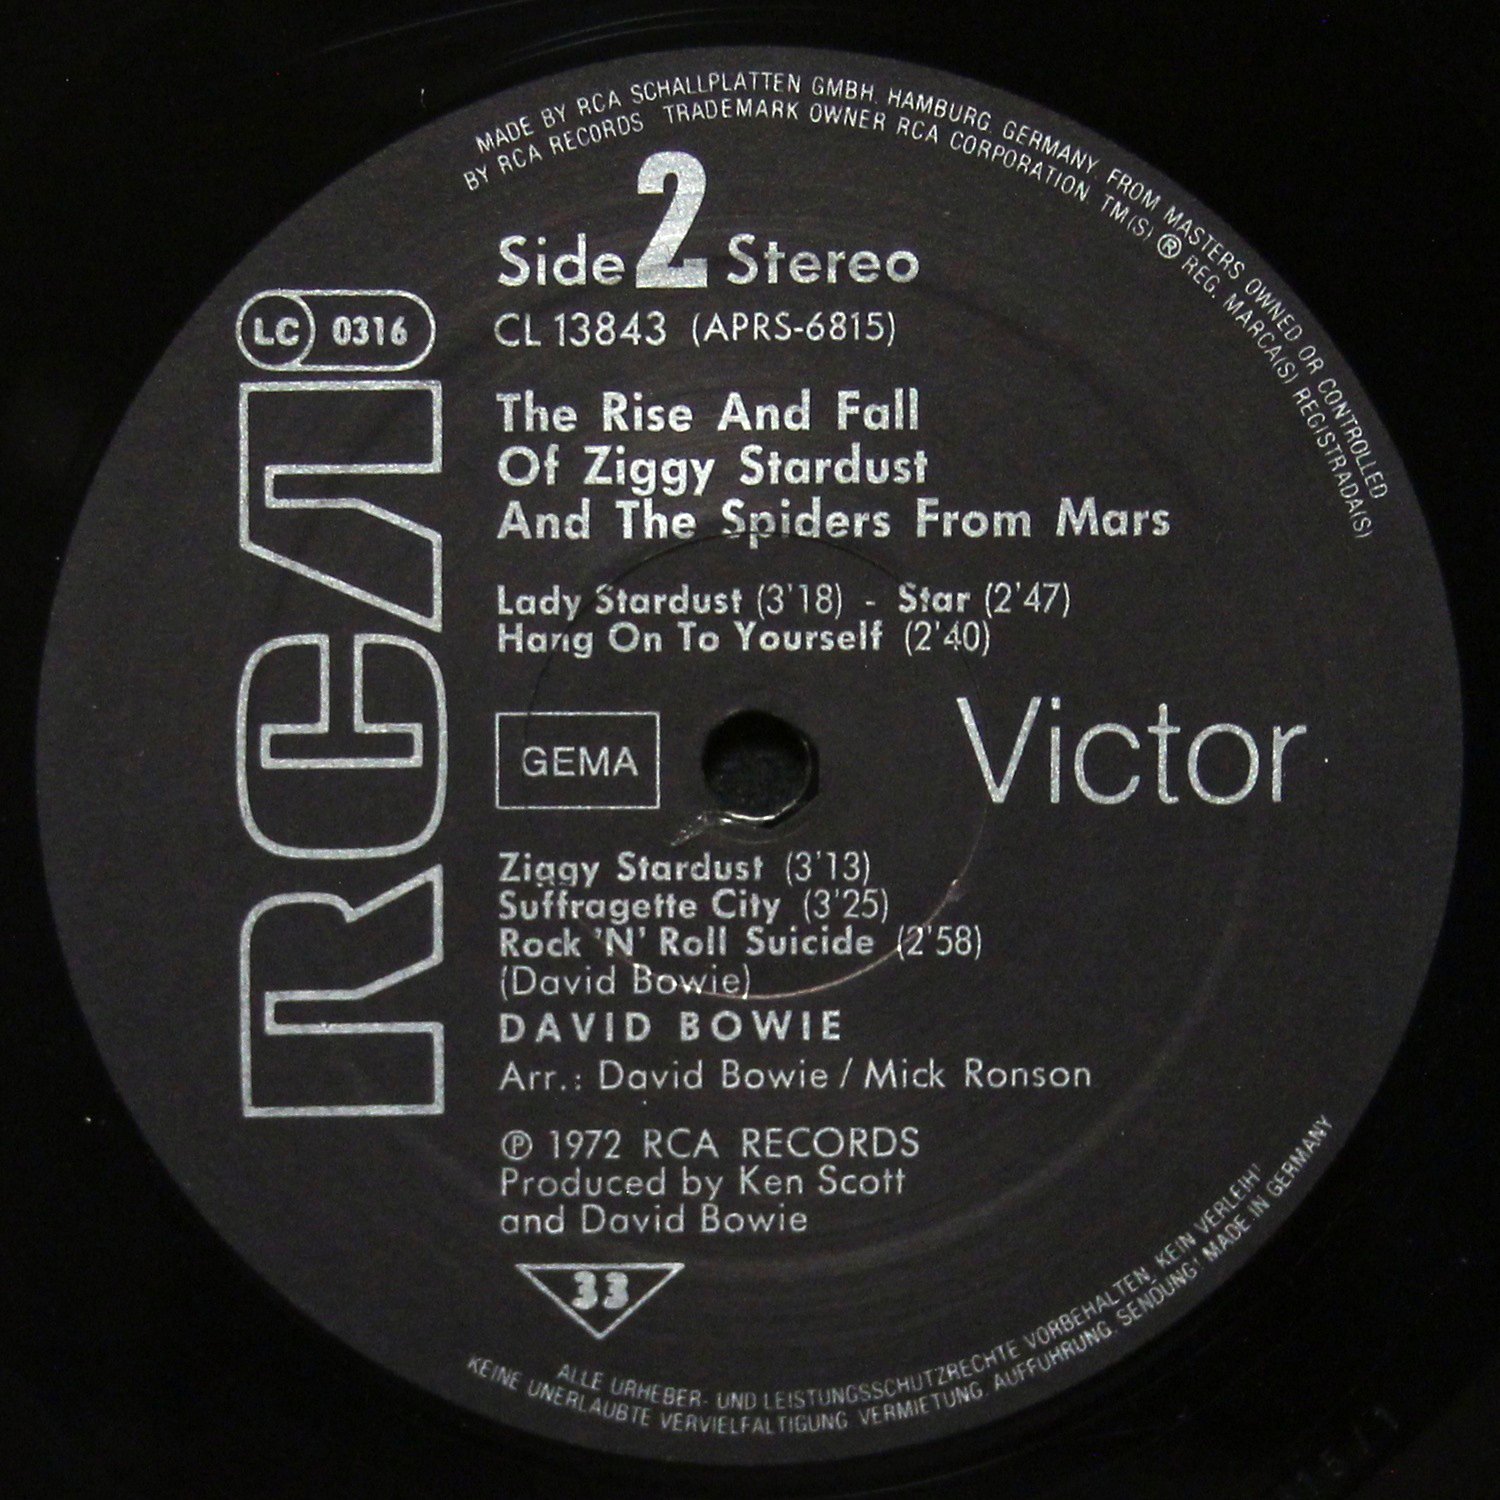 MADE BY RCA SCHALLPLATTEN GMBH. HAMBURG. GERMANY. FROM MASTERS OWNED OR CONTROLLED
BY RCA RECORDS TRADEMARK OWNER RCA CORPORATION TM(S) ® REG. MARCA(S) REGISTRADA(S)
Side 2 Stereo
LC 0316
CL 13843 (APRS-6815)
RCA
The Rise And Fall
Of Ziggy Stardust
And The Spiders From Mars
Lady Stardust (3'18) - Star (2'47)
Hang On To Yourself (2'40)
GEMA
Victor
Ziggy Stardust (3'13)
Suffragette City (3'25)
Rock 'N' Roll Suicide (2'58)
(David Bowie)
DAVID BOWIE
Arr.: David Bowie / Mick Ronson
℗ 1972 RCA RECORDS
Produced by Ken Scott
and David Bowie
33
ALLE URHEBER- UND LEISTUNGSSCHUTZRECHTE VORBEHALTEN. KEIN VERLEIH!
KEINE UNERLAUBTE VERVIELFÄLTIGUNG. VERMIETUNG. AUFFÜHRUNG. SENDUNG! MADE IN GERMANY